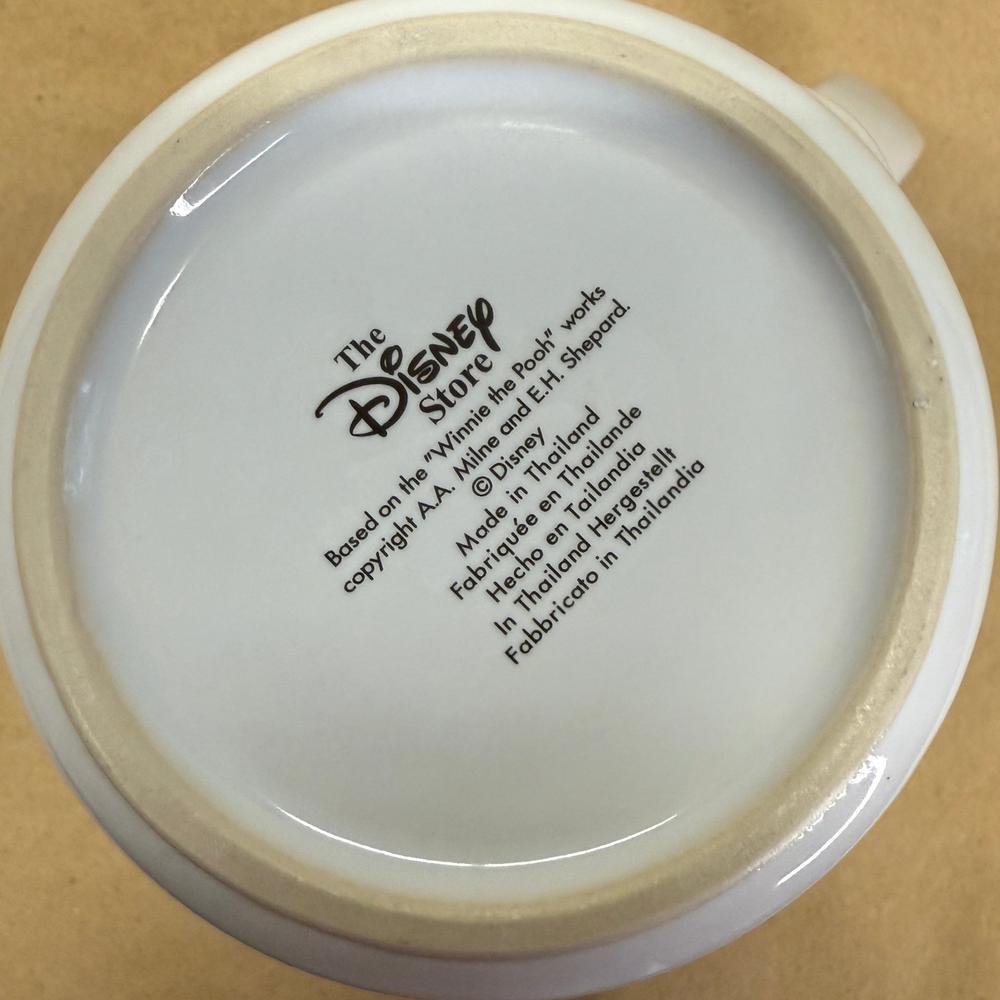 The
Disney
Store
Based on the "Winnie the Pooh" works
copyright A.A. Milne and E.H. Shepard.
© Disney
Made in Thailand
Fabriquée en Thailande
Hecho en Tailandia
In Thailand Hergestellt
Fabbricato in Thailandia